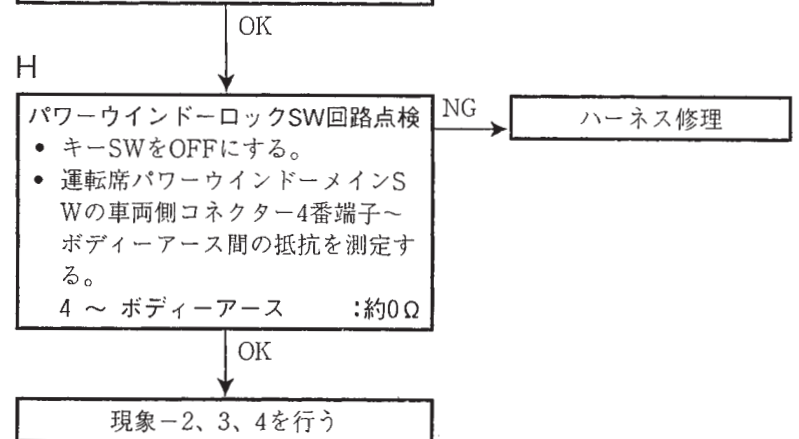 OK
H
パワーウインドーロックSW回路点検
NG
ハーネス修理
• キーSWをOFFにする。
• 運転席パワーウインドーメインS
Wの車両側コネクター4番端子~
ボディーアース間の抵抗を測定す
る。
4 ~ ボディーアース :約0Ω
OK
現象-2、3、4を行う